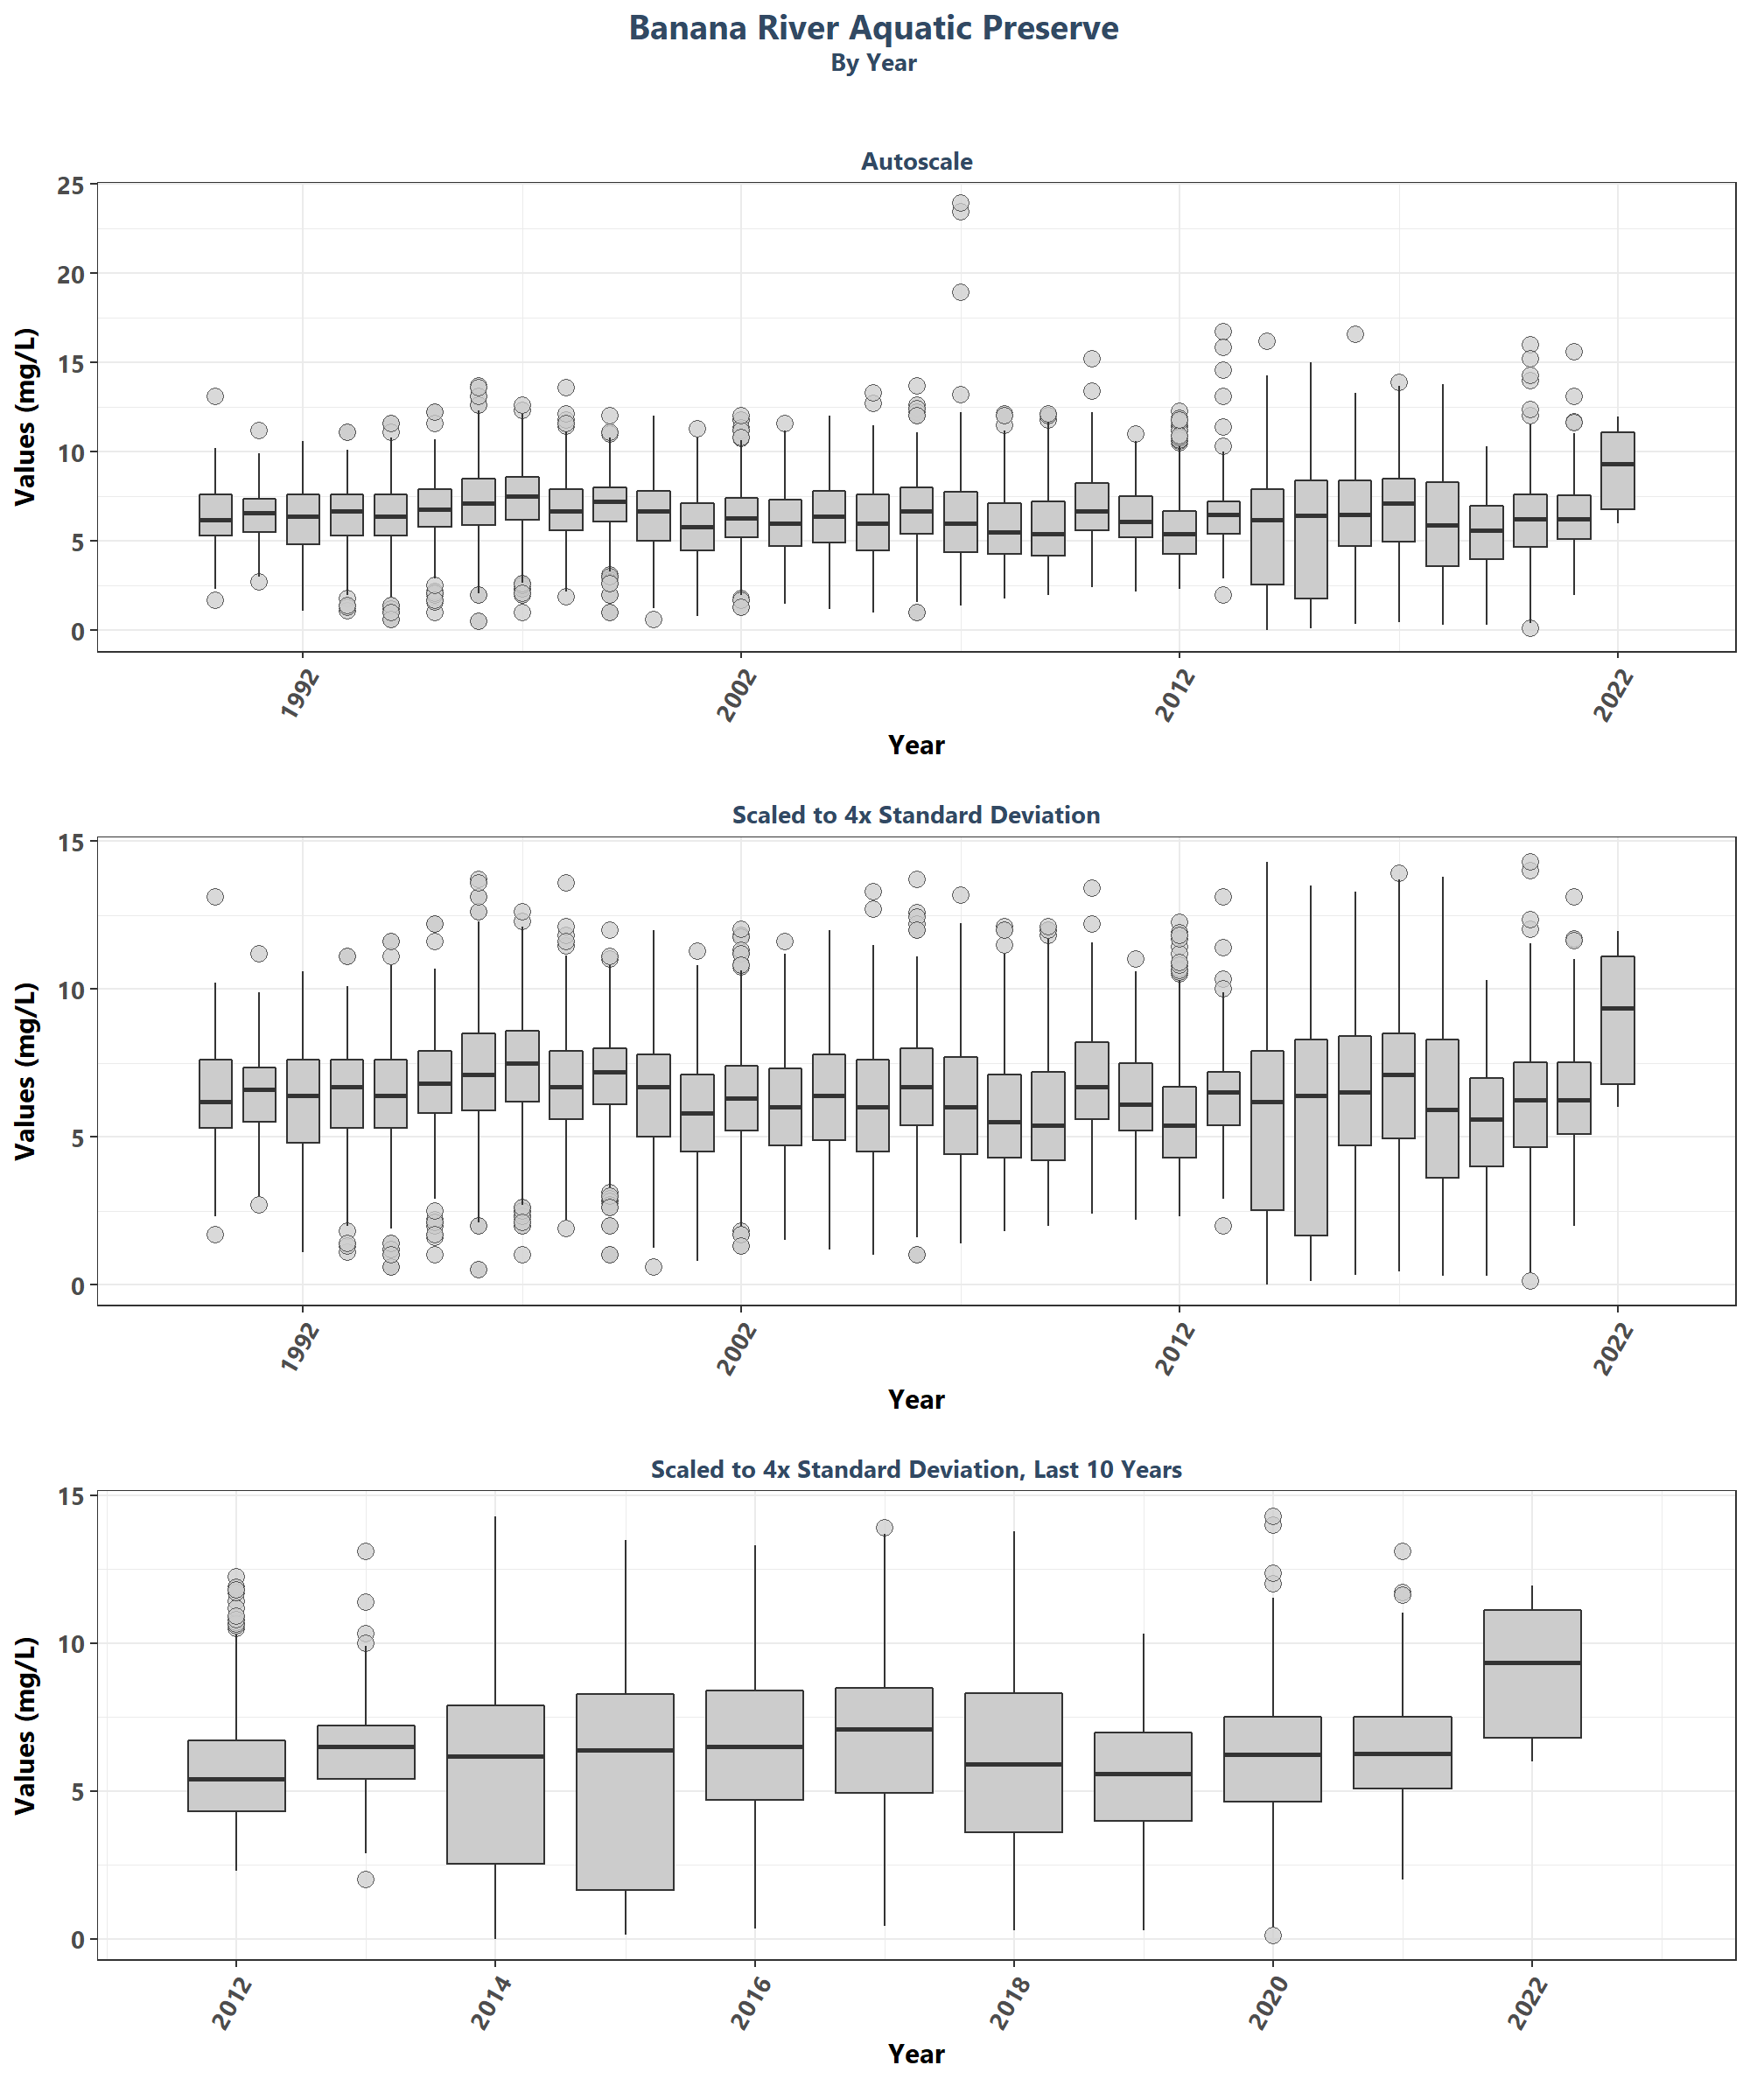 Banana River Aquatic Preserve
By Year
Autoscale
Values (mg/L)
25
20
15
10
5
0
1992
2002
2012
2022
Year
Scaled to 4x Standard Deviation
Values (mg/L)
15
10
5
0
1992
2002
2012
2022
Year
Scaled to 4x Standard Deviation, Last 10 Years
Values (mg/L)
15
10
5
0
2012
2014
2016
2018
2020
2022
Year